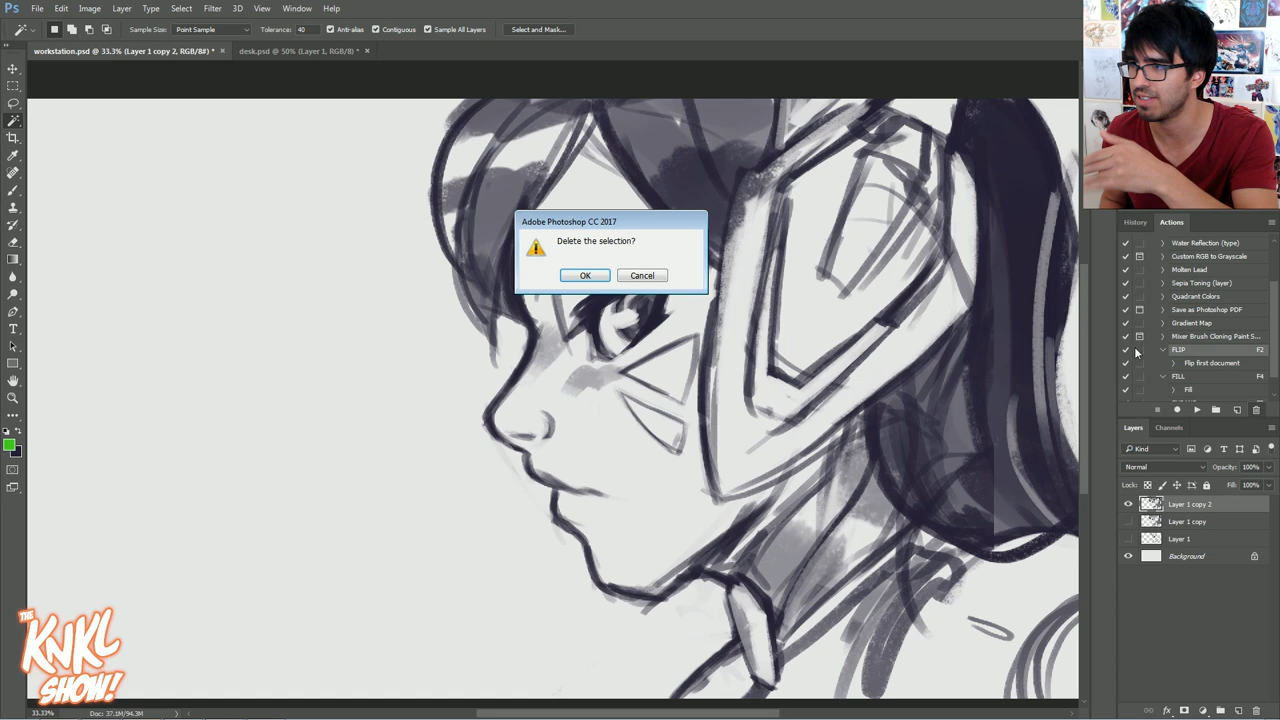 Ps File Edit Image Layer Type Select Filter 3D View Window Help
Sample Size: Point Sample Tolerance: 40 Anti-alias Contiguous Sample All Layers Select and Mask...
workstation.psd @ 33.3% (Layer 1 copy 2, RGB/8#) * × desk.psd @ 50% (Layer 1, RGB/8) * ×
Adobe Photoshop CC 2017
Delete the selection?
OK Cancel
History Actions
Water Reflection (type)
Custom RGB to Grayscale
Molten Lead
Sepia Toning (layer)
Quadrant Colors
Save as Photoshop PDF
Gradient Map
Mixer Brush Cloning Paint S...
FLIP F2
Flip first document
FILL F4
Fill
Layers Channels
Kind
Normal Opacity: 100%
Lock: Fill: 100%
Layer 1 copy 2
Layer 1 copy
Layer 1
Background
THE
KNKL
SHOW!
33.33% Doc: 37.1M/94.3M